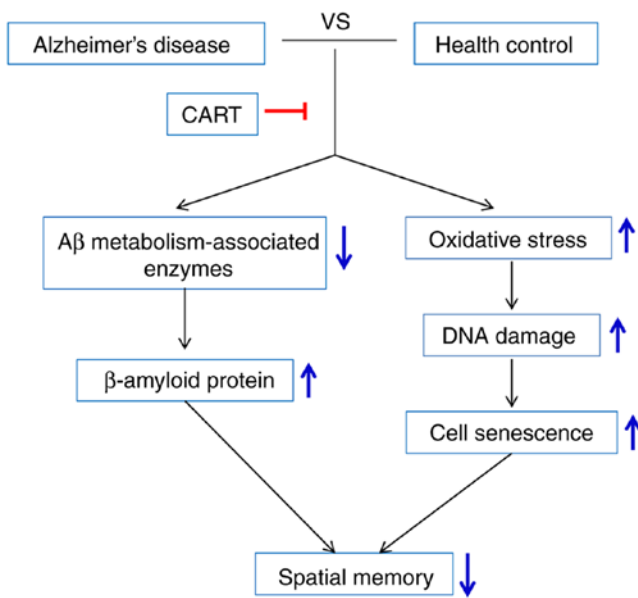 VS
Alzheimer's disease
Health control
CART
Aβ metabolism-associated
enzymes
Oxidative stress
DNA damage
β-amyloid protein
Cell senescence
Spatial memory